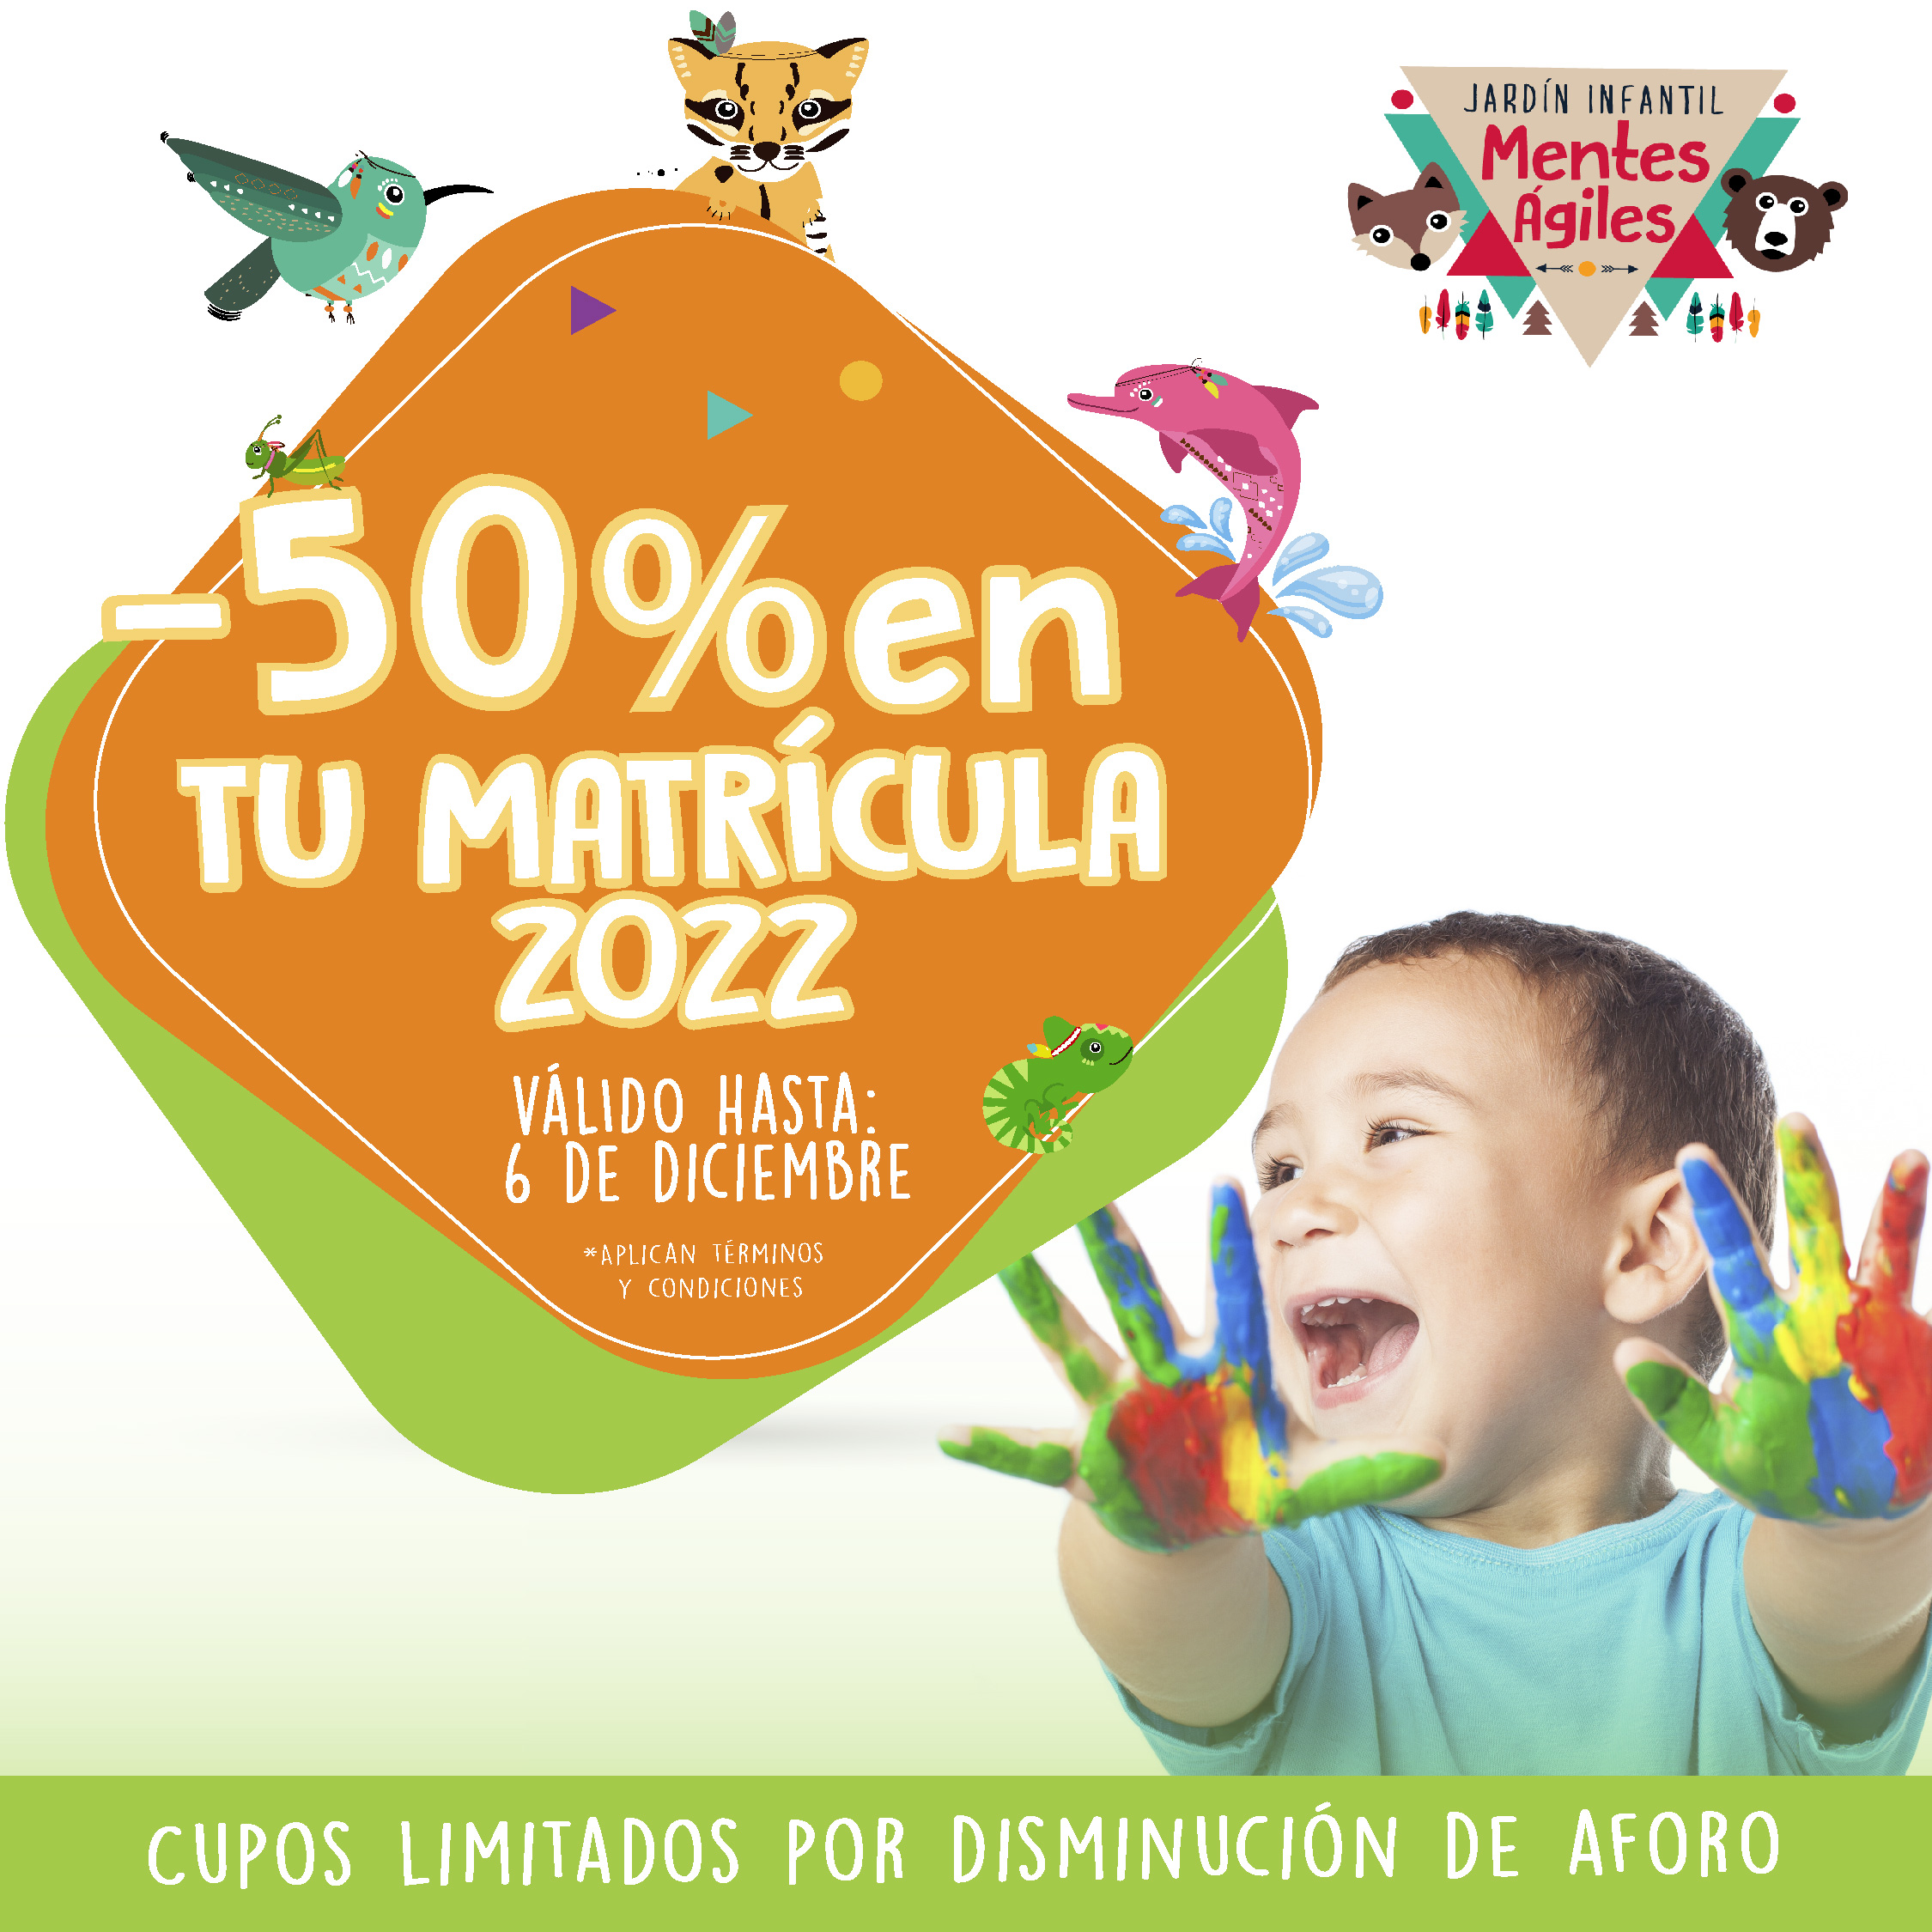 JARDÍN INFANTIL
Mentes
Ágiles
-50% en
TU MATRÍCULA
2022
VÁLIDO HASTA:
6 DE DICIEMBRE
*APLICAN TÉRMINOS
Y CONDICIONES
CUPOS LIMITADOS POR DISMINUCIÓN DE AFORO